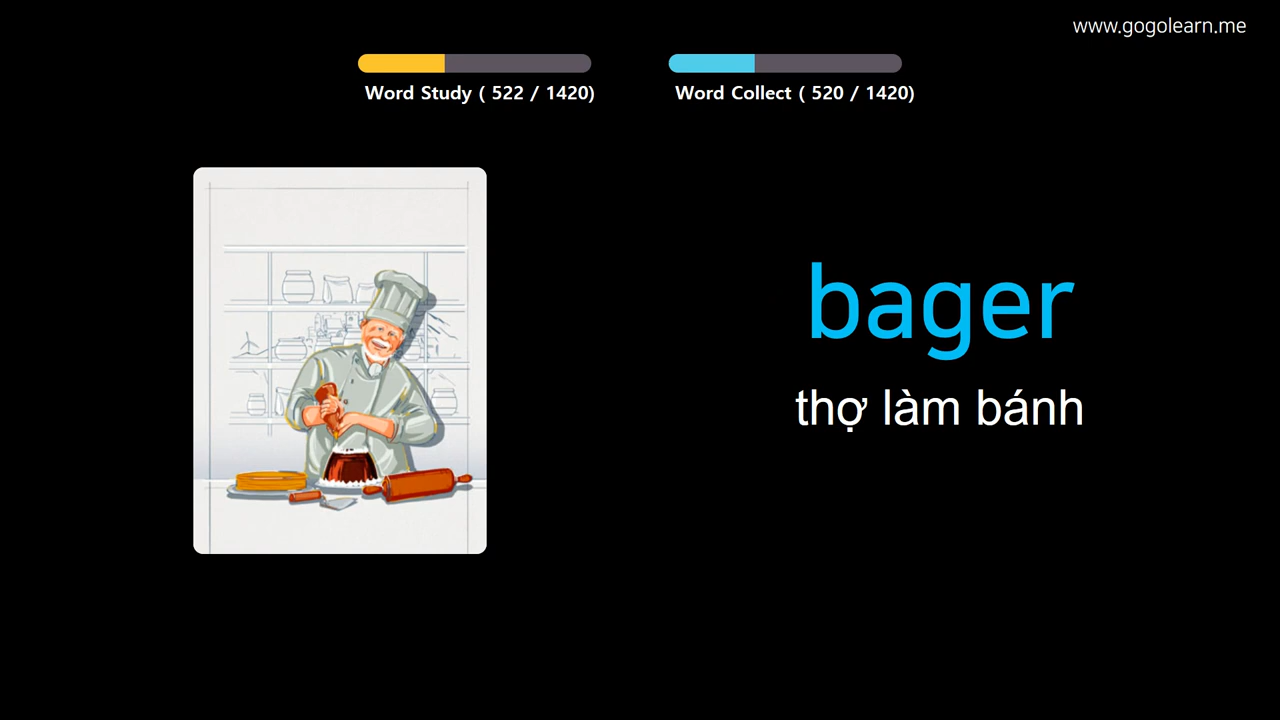 www.gogolearn.me
Word Study ( 522 / 1420)
Word Collect ( 520 / 1420)
bager
thợ làm bánh